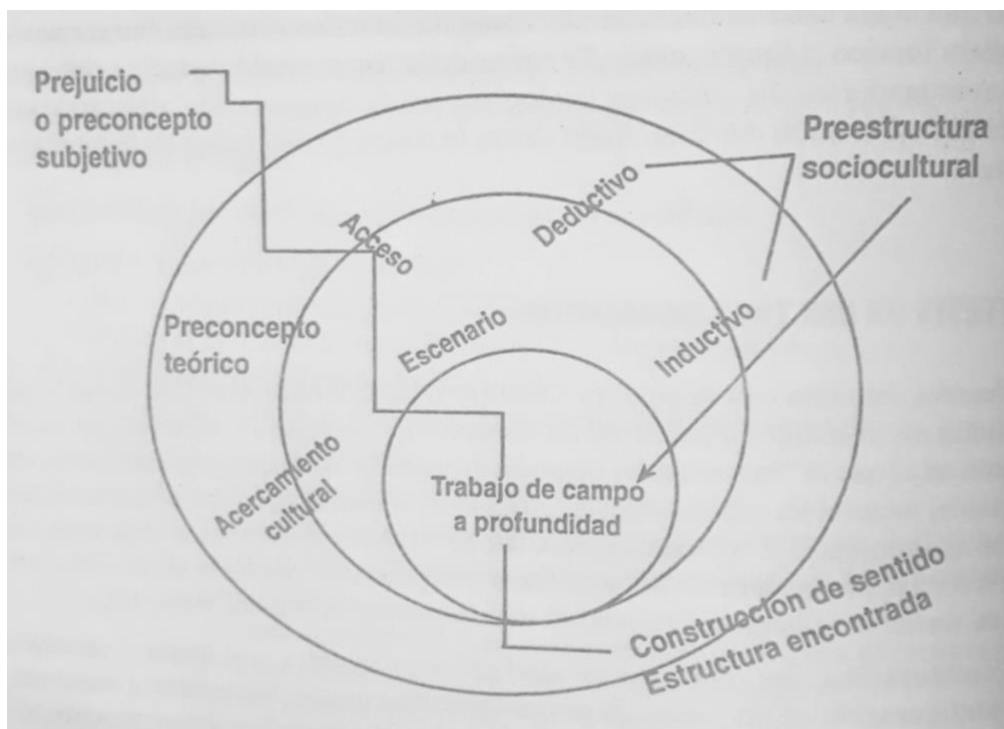 Prejuicio
o preconcepto
subjetivo
Preestructura
sociocultural
Deductivo
Acceso
Preconcepto
teórico
Escenario
Inductivo
Acercamiento
cultural
Trabajo de campo
a profundidad
Construcción de sentido
Estructura encontrada